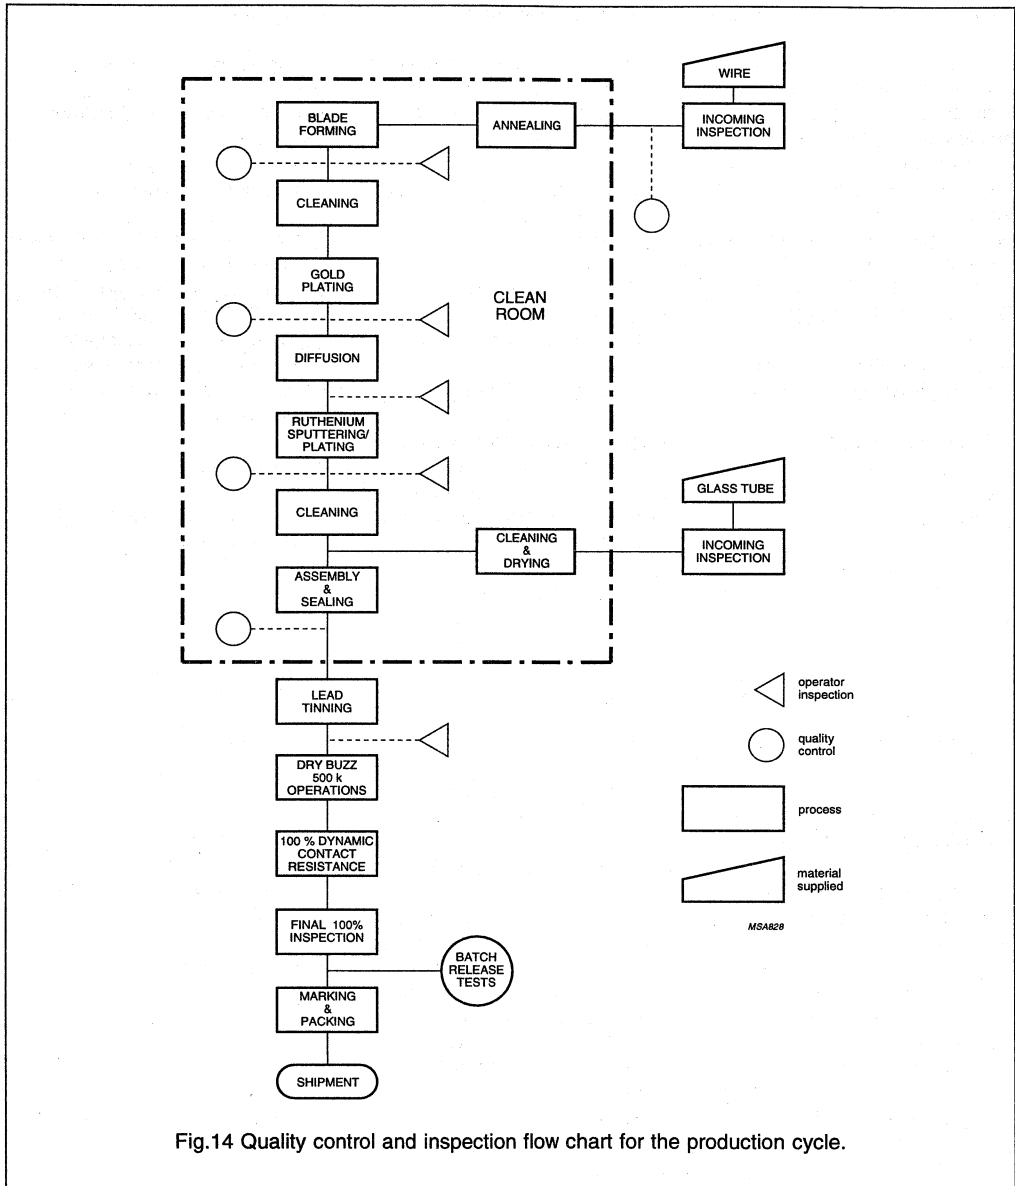 WIRE
BLADE
FORMING
ANNEALING
INCOMING
INSPECTION
CLEANING
GOLD
PLATING
CLEAN
ROOM
DIFFUSION
RUTHENIUM
SPUTTERING/
PLATING
GLASS TUBE
CLEANING
CLEANING
&
DRYING
INCOMING
INSPECTION
ASSEMBLY
&
SEALING
LEAD
TINNING
operator
inspection
quality
control
DRY BUZZ
500 k
OPERATIONS
process
100 % DYNAMIC
CONTACT
RESISTANCE
material
supplied
FINAL 100%
INSPECTION
MSA828
BATCH
RELEASE
TESTS
MARKING
&
PACKING
SHIPMENT
Fig.14 Quality control and inspection flow chart for the production cycle.